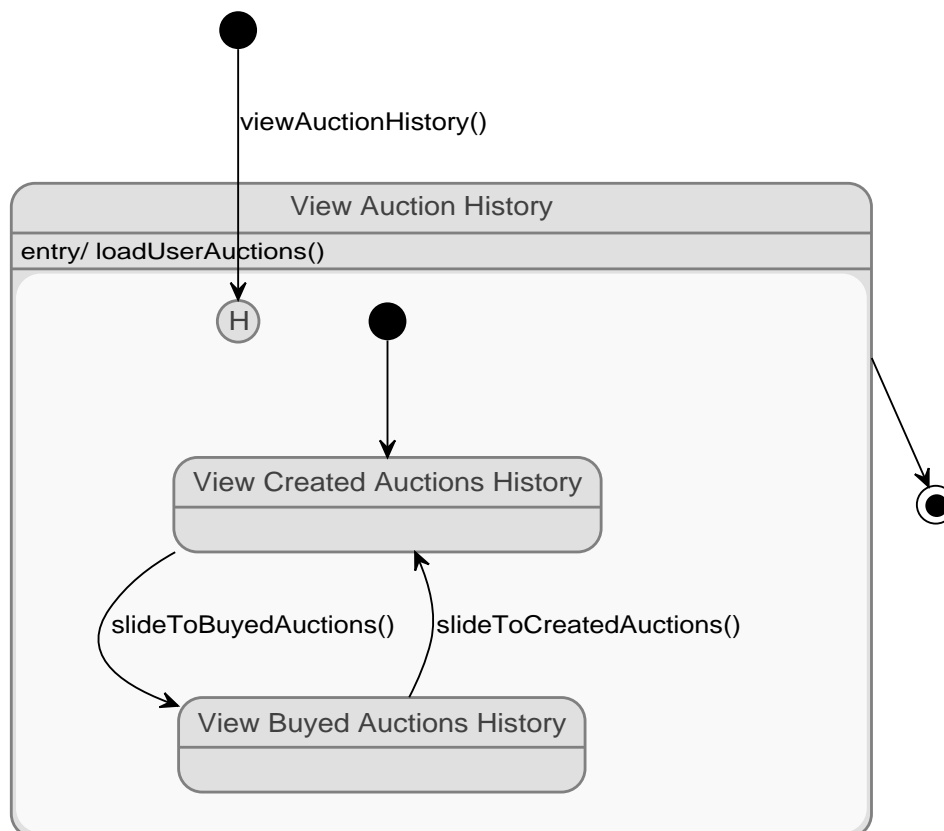 viewAuctionHistory()
View Auction History
entry/ loadUserAuctions()
H
View Created Auctions History
slideToBuyedAuctions()
slideToCreatedAuctions()
View Buyed Auctions History